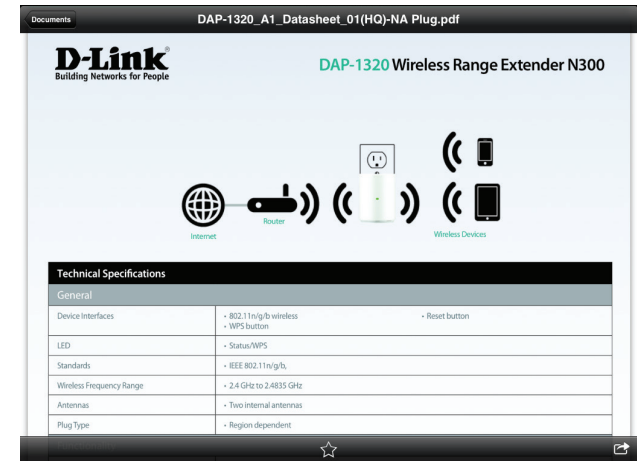 Documents
DAP-1320_A1_Datasheet_01(HQ)-NA Plug.pdf
D-Link®
Building Networks for People
DAP-1320 Wireless Range Extender N300
Internet
Router
Wireless Devices
Technical Specifications
General
Device Interfaces • 802.11n/g/b wireless • Reset button
• WPS button
LED • Status/WPS
Standards • IEEE 802.11n/g/b,
Wireless Frequency Range • 2.4 GHz to 2.4835 GHz
Antennas • Two internal antennas
Plug Type • Region dependent